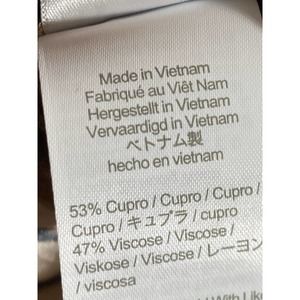 Made in Vietnam
Fabriqué au Viêt Nam
Hergestellt in Vietnam
Vervaardigd in Vietnam
ベトナム製
hecho en vietnam
53% Cupro / Cupro / Cupro /
Cupro / キュプラ / cupro
47% Viscose / Viscose /
Viskose / Viscose / レーヨン
/ viscosa
With Like